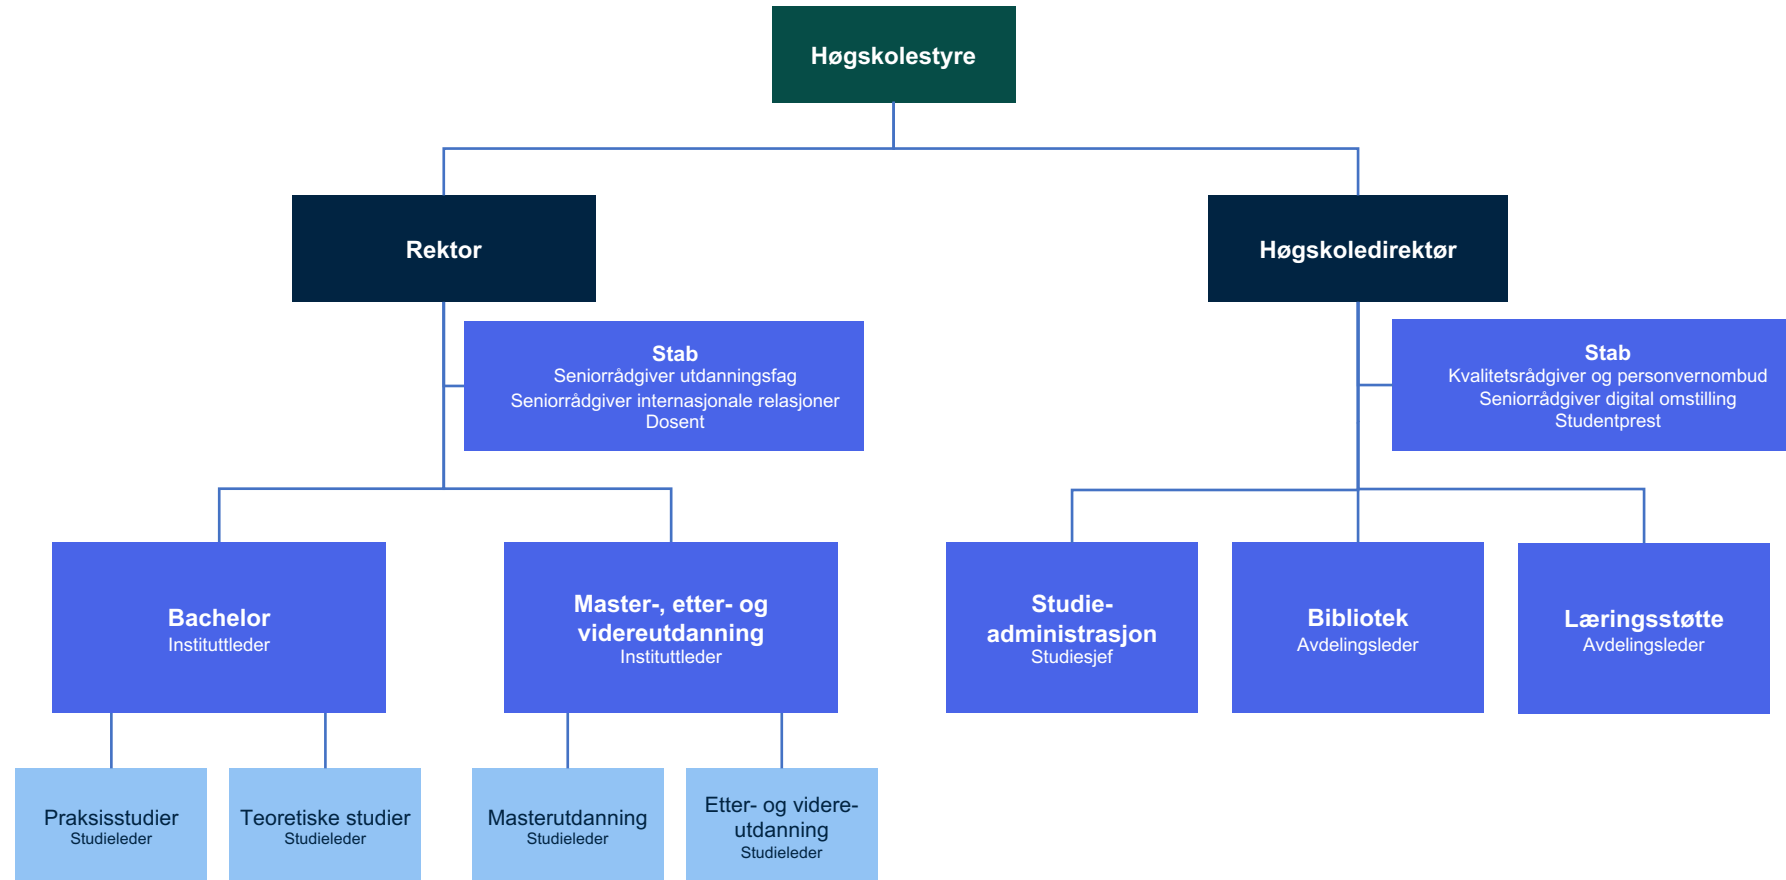 Høgskolestyre
Rektor
Høgskoledirektør
Stab
Seniorrådgiver utdanningsfag
Seniorrådgiver internasjonale relasjoner
Dosent
Stab
Kvalitetsrådgiver og personvernombud
Seniorrådgiver digital omstilling
Studentprest
Bachelor
Instituttleder
Master-, etter- og
videreutdanning
Instituttleder
Studie-
administrasjon
Studiesjef
Bibliotek
Avdelingsleder
Læringsstøtte
Avdelingsleder
Praksisstudier
Studieleder
Teoretiske studier
Studieleder
Masterutdanning
Studieleder
Etter- og videre-
utdanning
Studieleder